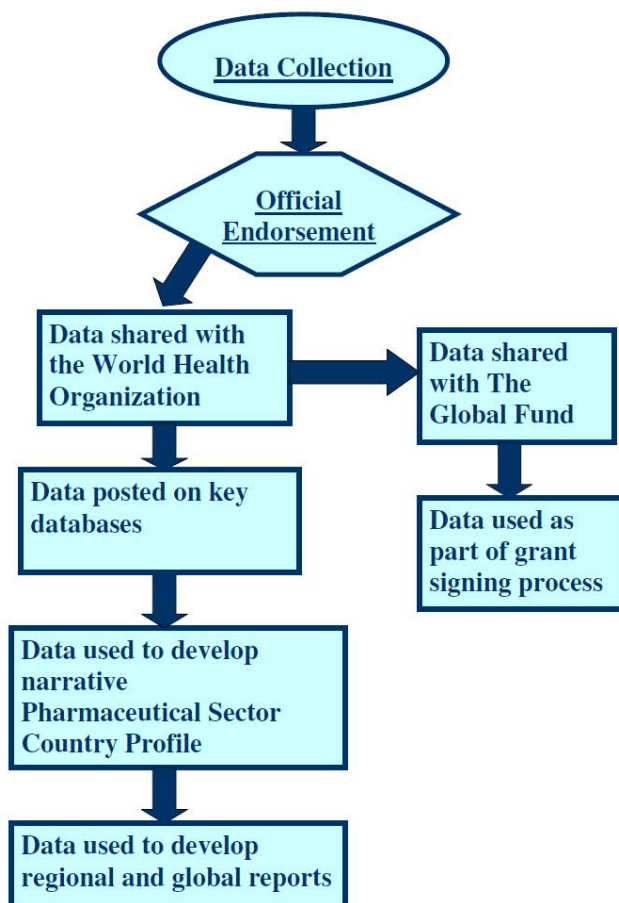 Data Collection
Official
Endorsement
Data shared with
the World Health
Organization
Data shared
with The
Global Fund
Data posted on key
databases
Data used as
part of grant
signing process
Data used to develop
narrative
Pharmaceutical Sector
Country Profile
Data used to develop
regional and global reports